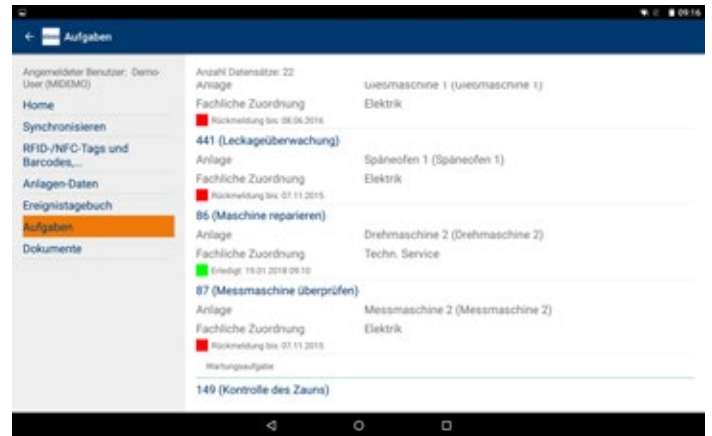 09:16
Aufgaben
Angemeldeter Benutzer: Demo-
User (MIDEMO)
Home
Synchronisieren
RFID-/NFC-Tags und
Barcodes,...
Anlagen-Daten
Ereignistagebuch
Aufgaben
Dokumente
Anzahl Datensätze: 22
Anlage Gießmaschine 1 (Gießmaschine 1)
Fachliche Zuordnung Elektrik
Rückmeldung bis: 08.06.2016.
441 (Leckageüberwachung)
Anlage Späneofen 1 (Späneofen 1)
Fachliche Zuordnung Elektrik
Rückmeldung bis: 07.11.2015.
86 (Maschine reparieren)
Anlage Drehmaschine 2 (Drehmaschine 2)
Fachliche Zuordnung Techn. Service
Erledigt: 19.01.2018 09:10
87 (Messmaschine überprüfen)
Anlage Messmaschine 2 (Messmaschine 2)
Fachliche Zuordnung Elektrik
Rückmeldung bis: 07.11.2015.
Wartungsaufgabe
149 (Kontrolle des Zauns)